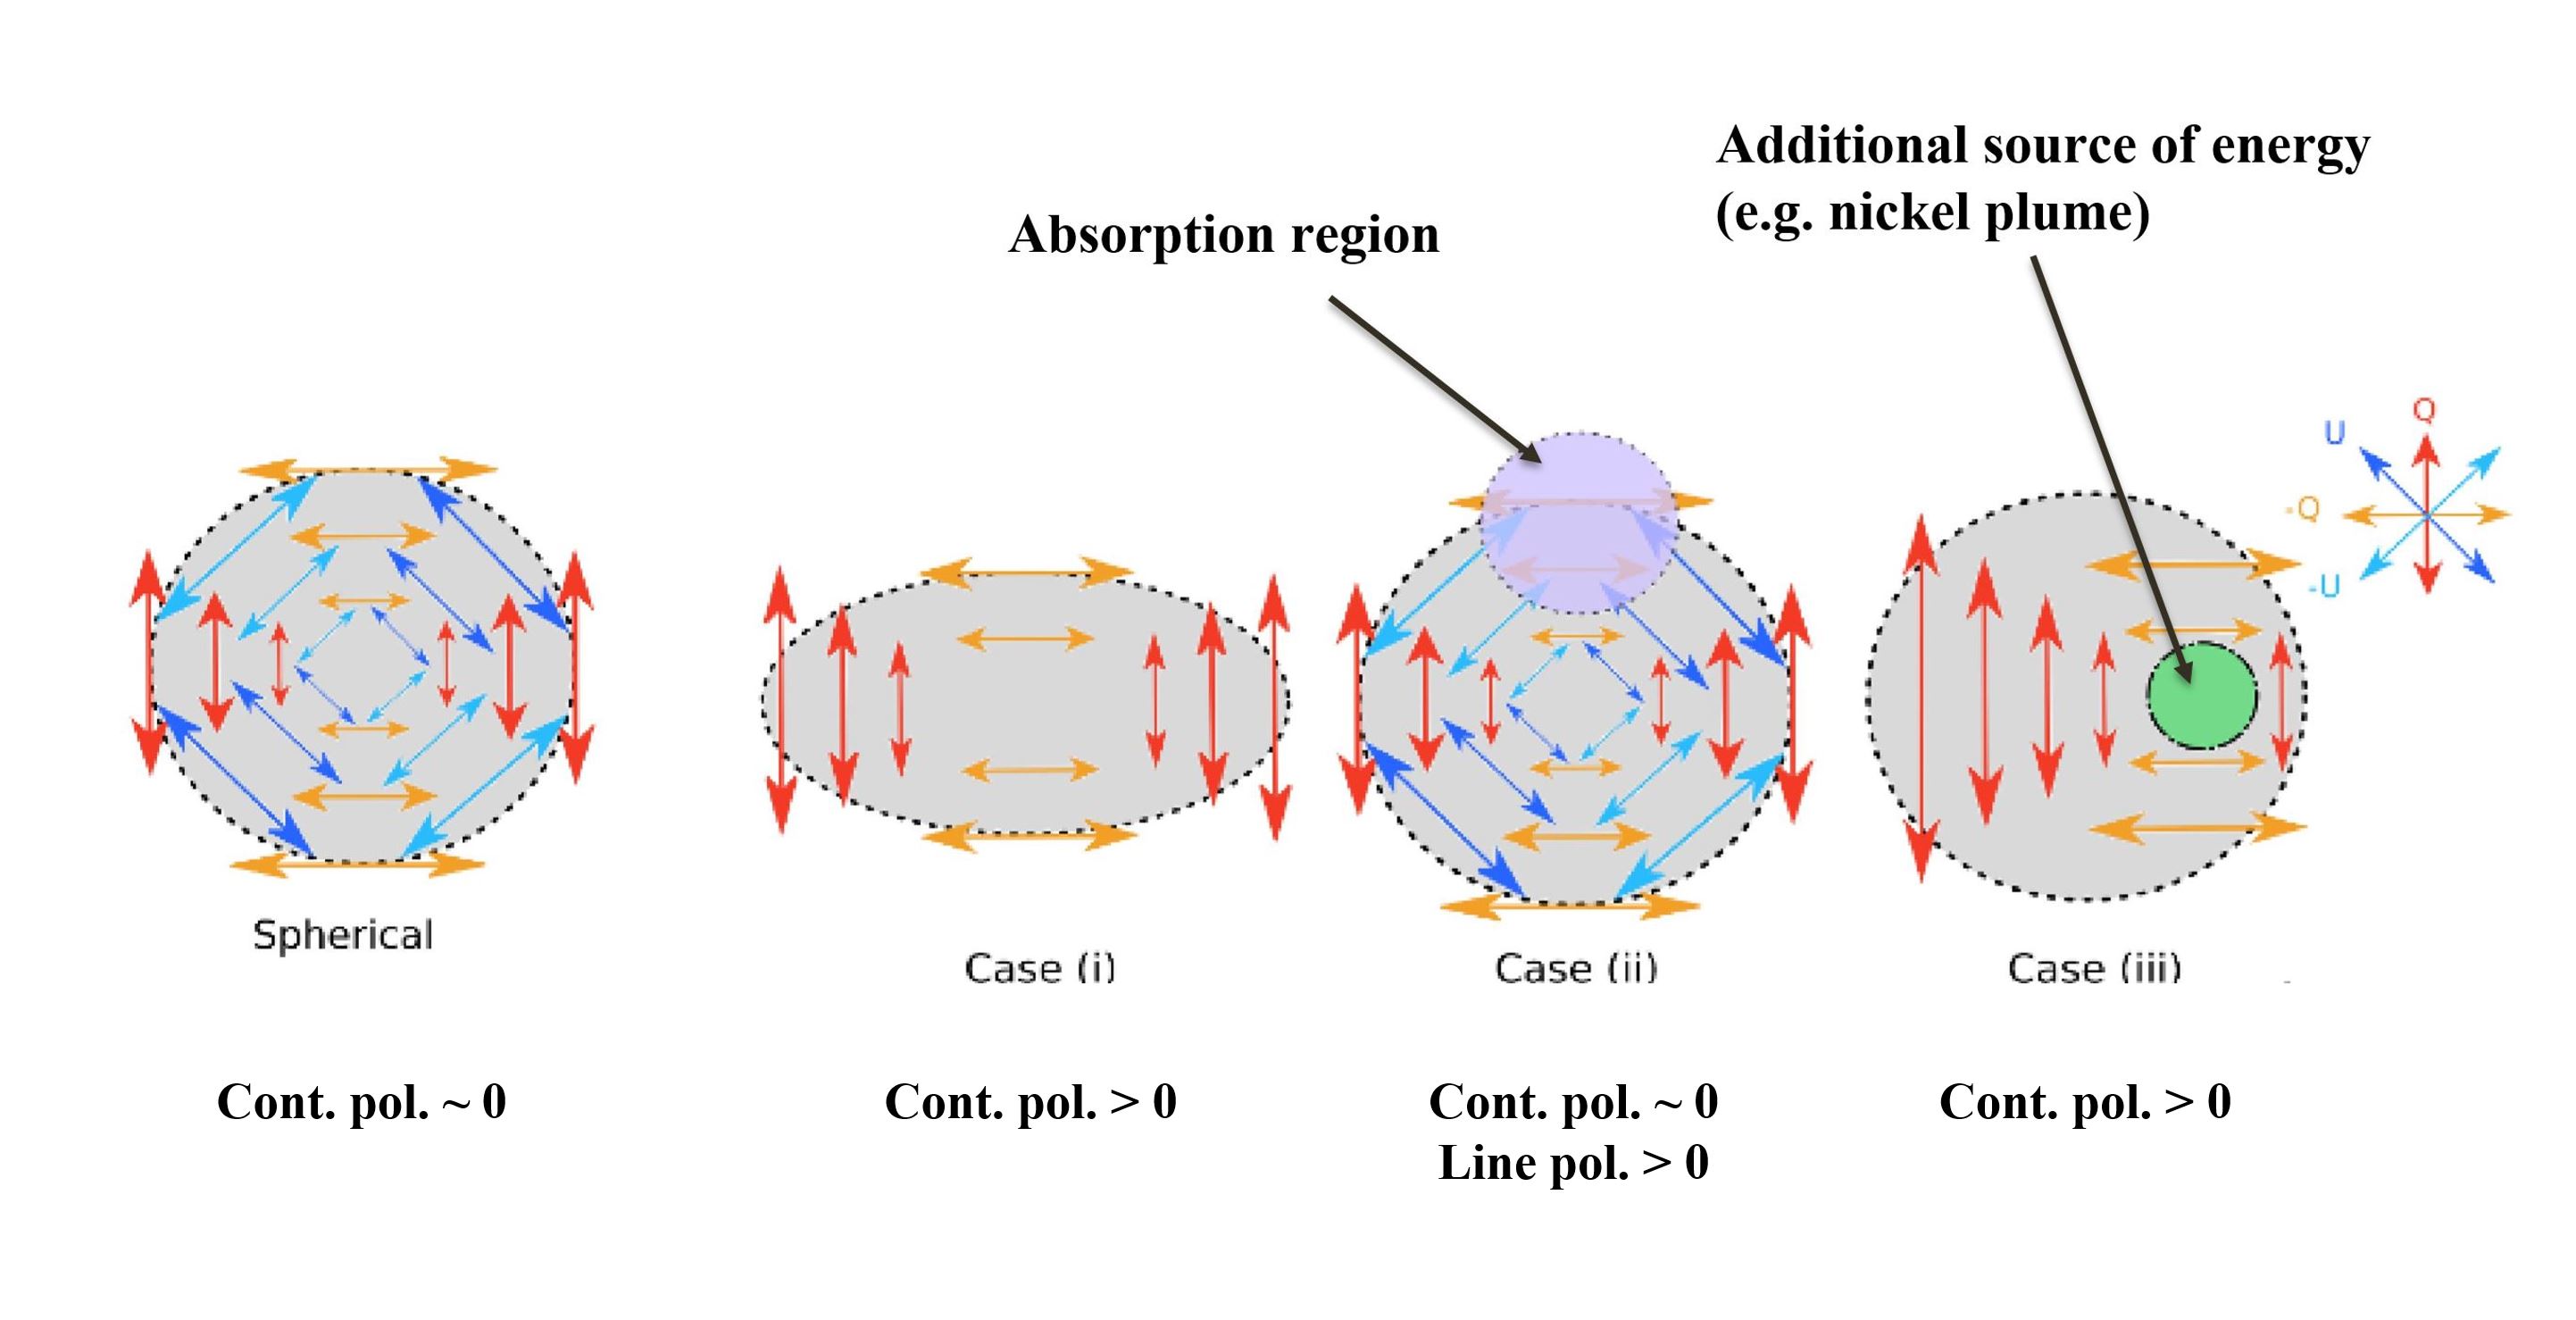 Additional source of energy
(e.g. nickel plume)
Absorption region
Q
U
-Q
-U
Spherical
Case (i)
Case (ii)
Case (iii)
Cont. pol. ~ 0
Cont. pol. > 0
Cont. pol. ~ 0
Line pol. > 0
Cont. pol. > 0